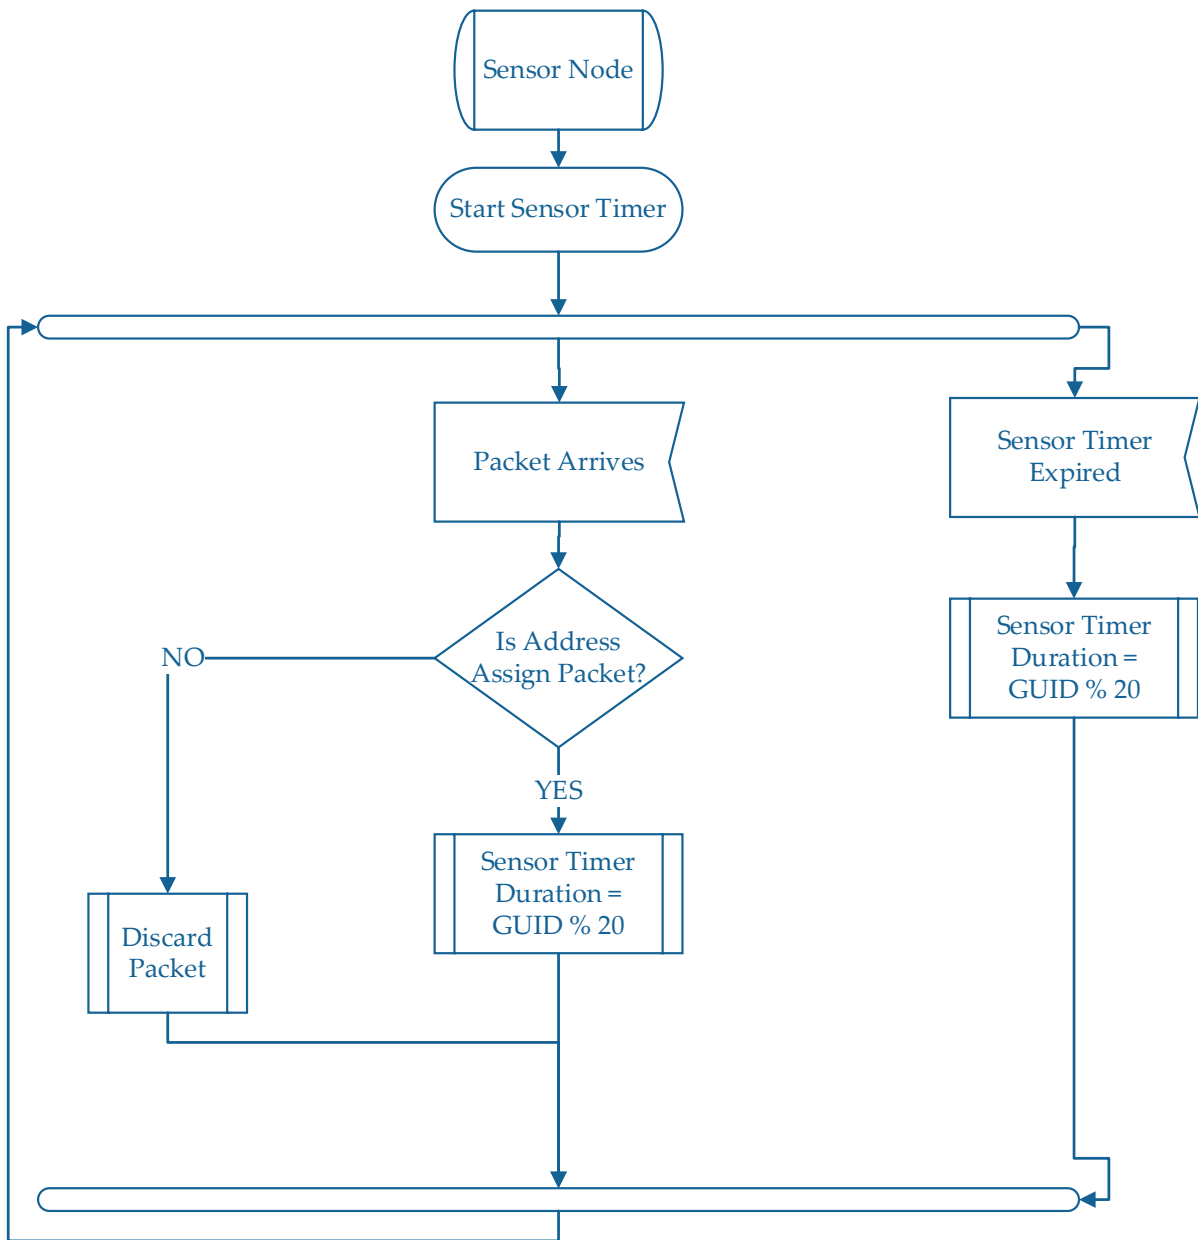 Sensor Node
Start Sensor Timer
Packet Arrives
Sensor Timer
Expired
Is Address
Assign Packet?
NO
Sensor Timer
Duration =
GUID % 20
YES
Sensor Timer
Duration =
GUID % 20
Discard
Packet